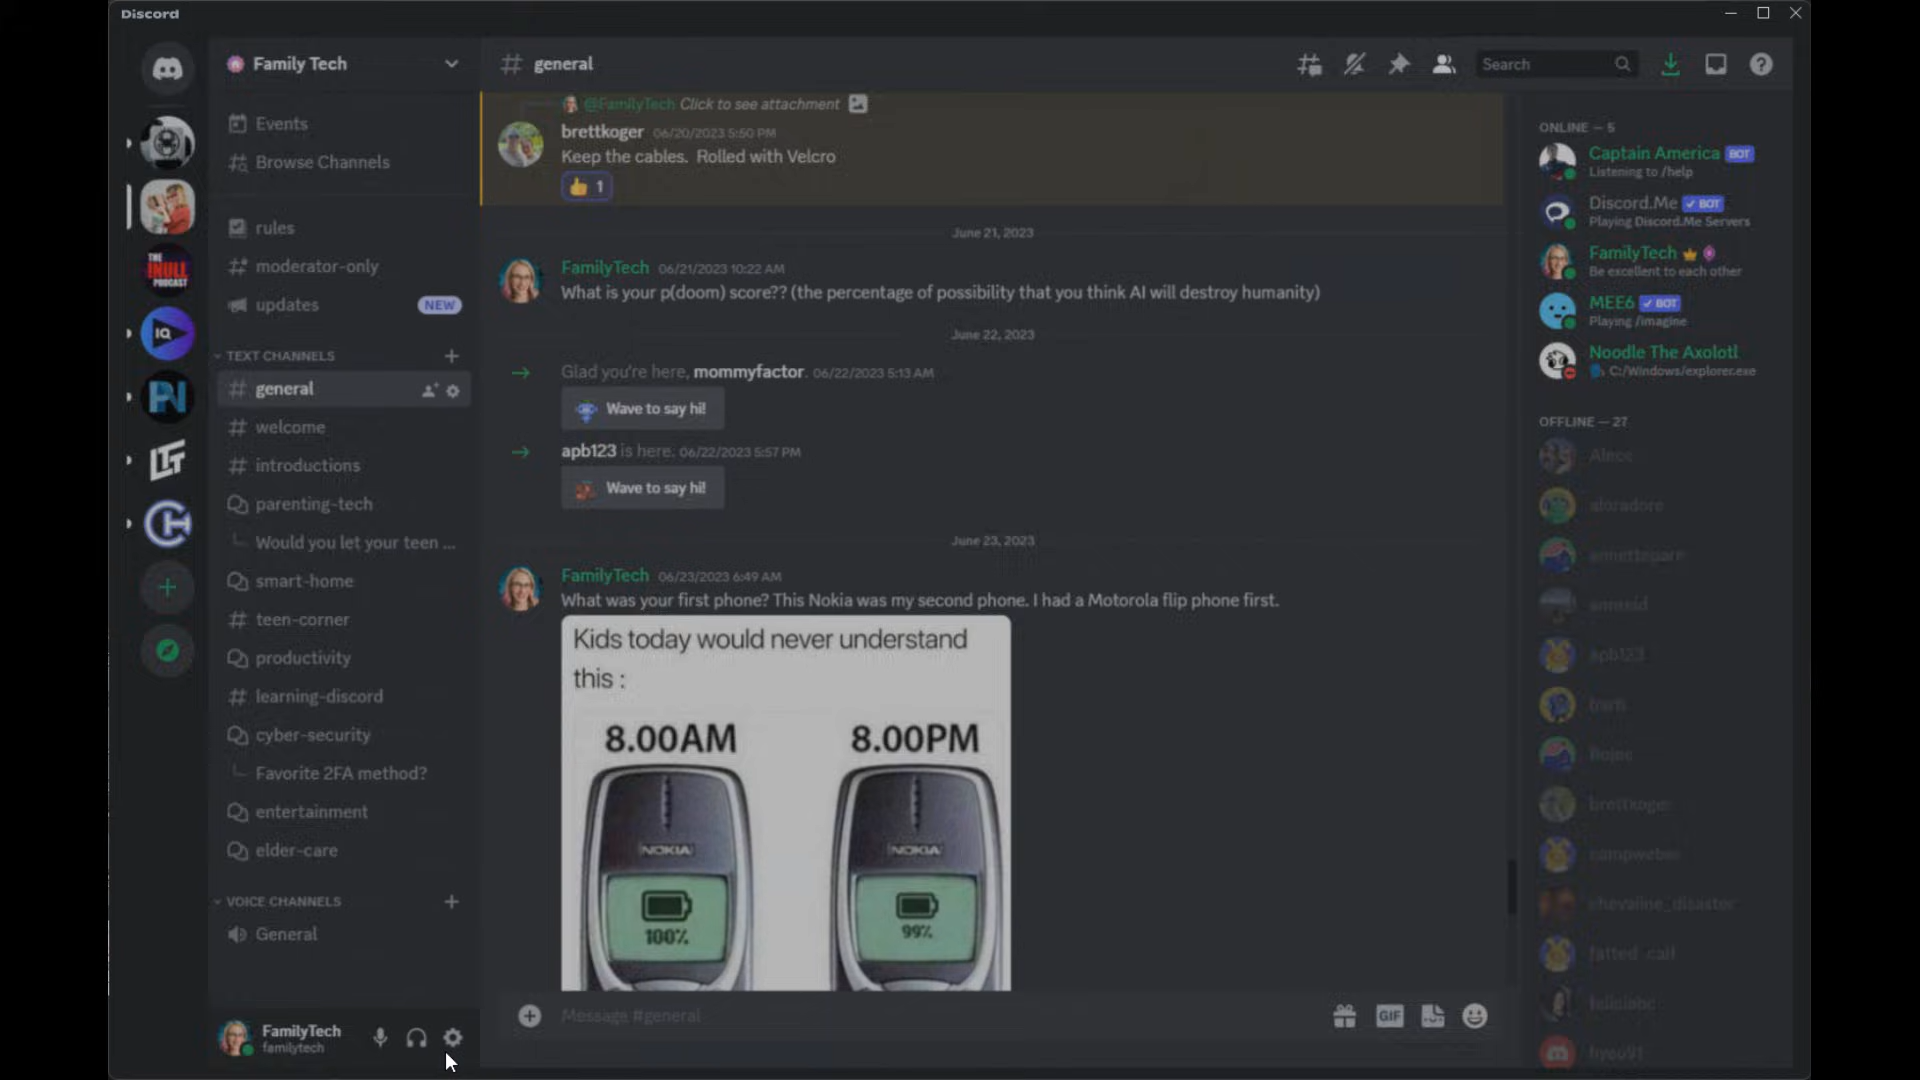 Discord
Family Tech
Events
Browse Channels
rules
moderator-only
updates
NEW
TEXT CHANNELS
general
welcome
introductions
parenting-tech
Would you let your teen ...
smart-home
teen-corner
productivity
learning-discord
cyber-security
Favorite 2FA method?
entertainment
elder-care
VOICE CHANNELS
General
FamilyTech
familytech
THE
1NULL
PODCAST
IQ
LTT
general
Search
@FamilyTech Click to see attachment
brettkoger 06/20/2023 5:50 PM
Keep the cables. Rolled with Velcro
1
June 21, 2023
FamilyTech 06/21/2023 10:22 AM
What is your p(doom) score?? (the percentage of possibility that you think AI will destroy humanity)
June 22, 2023
Glad you're here, mommyfactor. 06/22/2023 5:13 AM
Wave to say hi!
apb123 is here. 06/22/2023 5:57 PM
Wave to say hi!
June 23, 2023
FamilyTech 06/23/2023 6:49 AM
What was your first phone? This Nokia was my second phone. I had a Motorola flip phone first.
Kids today would never understand
this :
8.00AM 8.00PM
NOKIA NOKIA
100% 99%
Message #general
GIF
ONLINE — 5
Captain America BOT
Listening to /help
Discord.Me BOT
Playing Discord.Me Servers
FamilyTech
Be excellent to each other
MEE6 BOT
Playing /imagine
Noodle The Axolotl
C:/Windows/explorer.exe
OFFLINE — 27
aloradore
apb123
brettkoger
campweber
chevaline_disaster